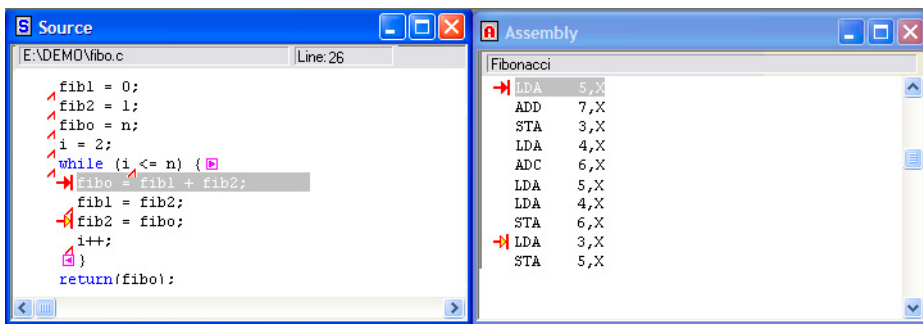 S Source
E:\DEMO\fibo.c Line: 26
fib1 = 0;
fib2 = 1;
fibo = n;
i = 2;
while (i <= n) {
fibo = fib1 + fib2;
fib1 = fib2;
fib2 = fibo;
i++;
}
return(fibo);
A Assembly
Fibonacci
LDA 5,X
ADD 7,X
STA 3,X
LDA 4,X
ADC 6,X
LDA 5,X
LDA 4,X
STA 6,X
LDA 3,X
STA 5,X